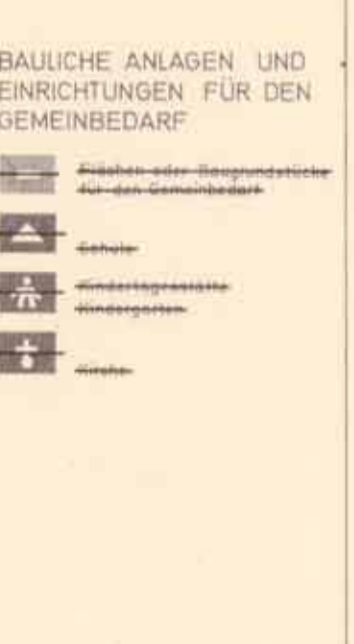 BAULICHE ANLAGEN UND
EINRICHTUNGEN FÜR DEN
GEMEINBEDARF
Flächen oder Baugrundstücke
für den Gemeinbedarf
Schule
Kindertagesstätte
Kindergarten
Kirche